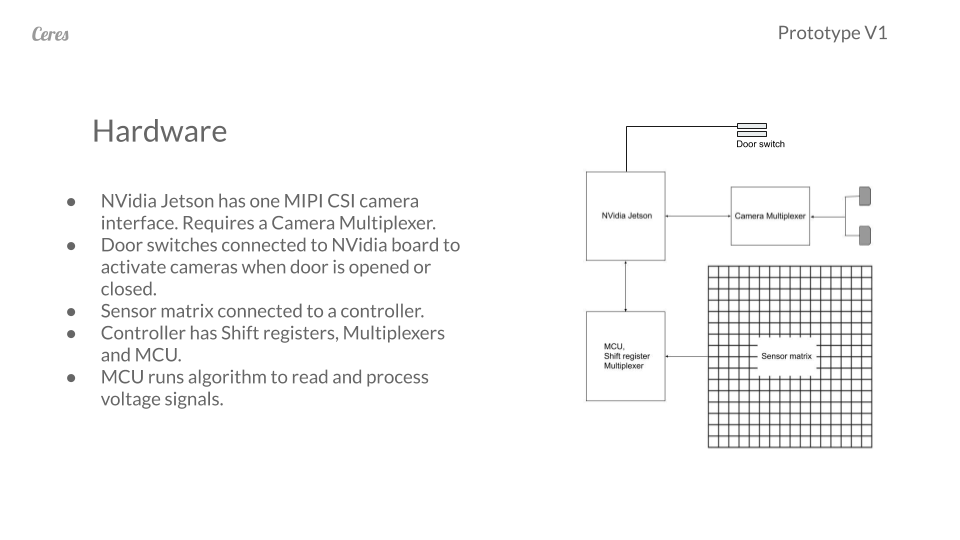 Ceres
Prototype V1
Hardware
● NVidia Jetson has one MIPI CSI camera
interface. Requires a Camera Multiplexer.
● Door switches connected to NVidia board to
activate cameras when door is opened or
closed.
● Sensor matrix connected to a controller.
● Controller has Shift registers, Multiplexers
and MCU.
● MCU runs algorithm to read and process
voltage signals.
Door switch
NVidia Jetson
Camera Multiplexer
MCU,
Shift register
Multiplexer
Sensor matrix